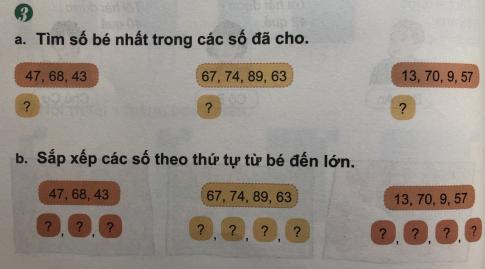 3
a. Tìm số bé nhất trong các số đã cho.
47, 68, 43 67, 74, 89, 63 13, 70, 9, 57
? ? ?
b. Sắp xếp các số theo thứ tự từ bé đến lớn.
47, 68, 43 67, 74, 89, 63 13, 70, 9, 57
?, ?, ? ?, ?, ?, ? ?, ?, ?, ?